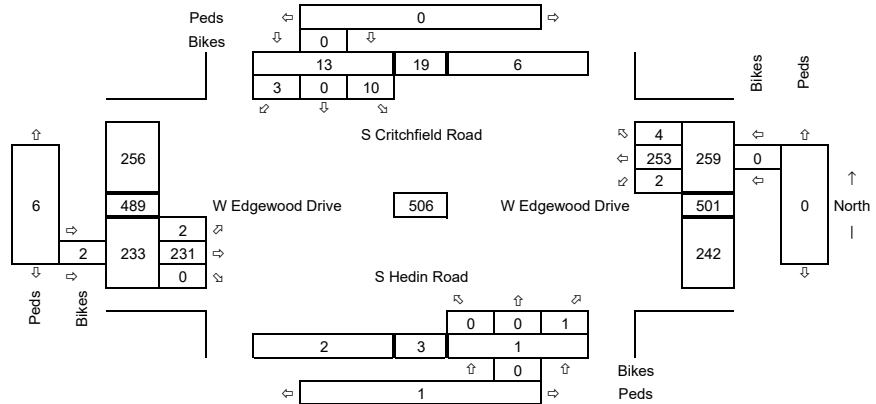 Peds ⇦ 0 ⇨
Bikes ⇩ 0 ⇩
13 19 6
3 0 10
⬃ ⇩ ⬂
Bikes
Peds
S Critchfield Road
⇧
256
⬁ 4 259 ⇦ ⇧
⇦ 253 0
⬃ 2 ⇦
6 489 W Edgewood Drive 506 W Edgewood Drive 501 0 ↑
North
|
⇨ 2 ⬀
2 233 231 ⇨ 242
⇩ ⇨ 0 ⬂ ⇩
S Hedin Road
Peds
Bikes
⬁ ⇧ ⬀
0 0 1
2 3 1
⇧ 0 ⇧ Bikes
⇦ 1 ⇨ Peds